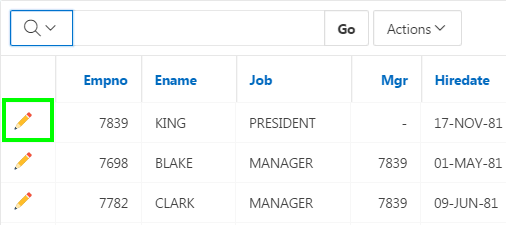 Go Actions
Empno Ename Job Mgr Hiredate
7839 KING PRESIDENT - 17-NOV-81
7698 BLAKE MANAGER 7839 01-MAY-81
7782 CLARK MANAGER 7839 09-JUN-81